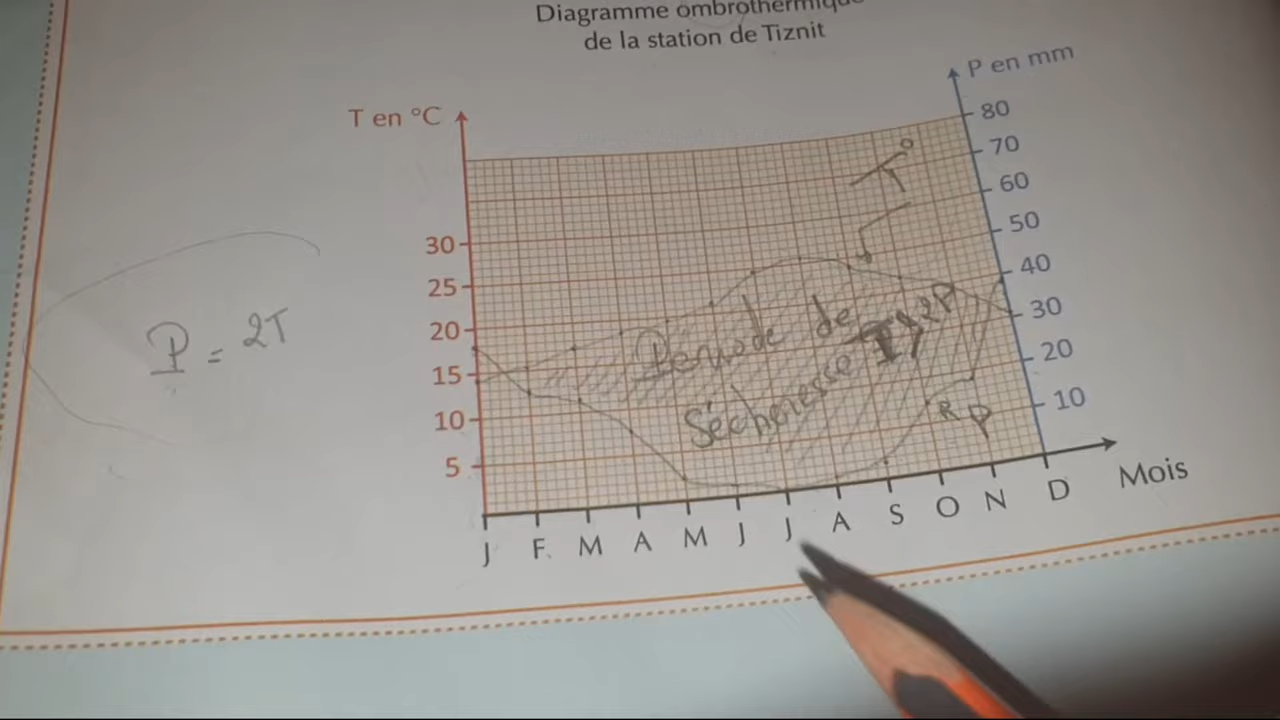 Diagramme ombrothermique
de la station de Tiznit
T en °C
P en mm
80
70
60
50
40
30
20
10
30
25
20
15
10
5
T°
P = 2T
Période de
Sécheresse
P
J F M A M J J A S O N D
Mois